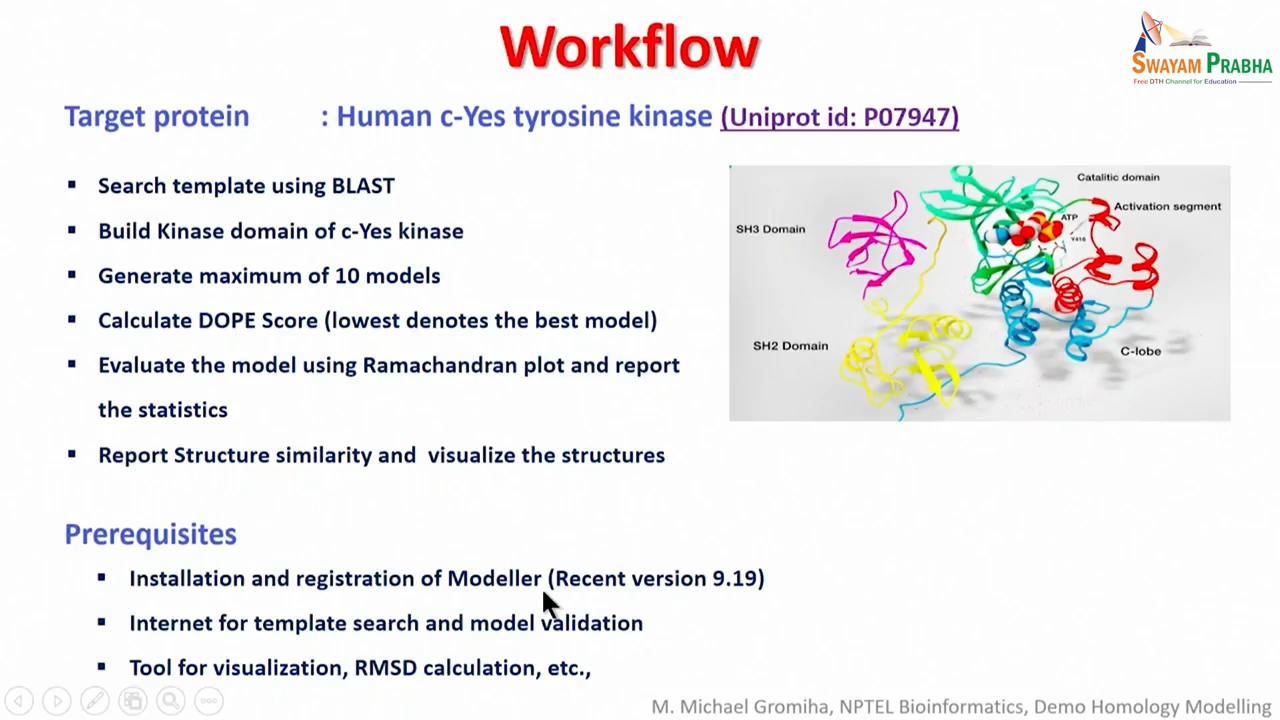 Workflow
SWAYAM PRABHA
Free DTH Channel for Education
Target protein : Human c-Yes tyrosine kinase (Uniprot id: P07947)
▪ Search template using BLAST
▪ Build Kinase domain of c-Yes kinase
▪ Generate maximum of 10 models
▪ Calculate DOPE Score (lowest denotes the best model)
▪ Evaluate the model using Ramachandran plot and report
the statistics
▪ Report Structure similarity and visualize the structures
Catalitic domain
Activation segment
ATP
SH3 Domain
Y416
SH2 Domain
C-lobe
Prerequisites
▪ Installation and registration of Modeller (Recent version 9.19)
▪ Internet for template search and model validation
▪ Tool for visualization, RMSD calculation, etc.,
M. Michael Gromiha, NPTEL Bioinformatics, Demo Homology Modelling